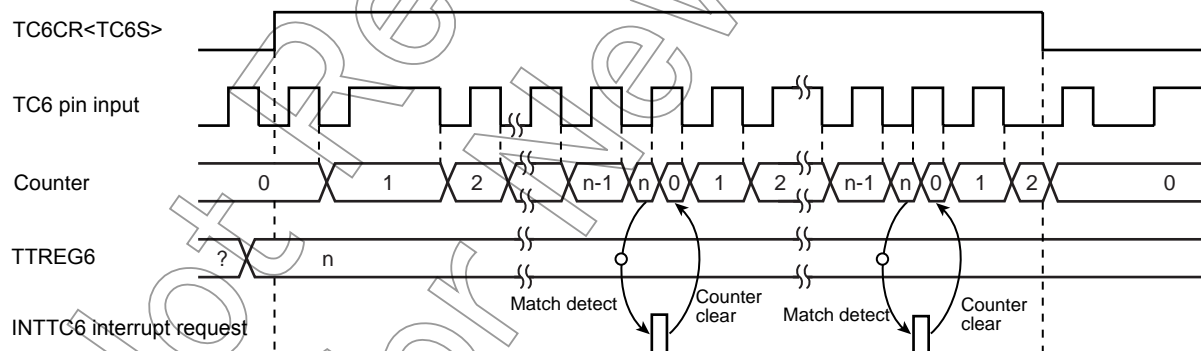 TC6CR<TC6S>
TC6 pin input
Counter 0 1 2 n-1 n 0 1 2 n-1 n 0 1 2 0
TTREG6 ? n
Match detect Counter clear Match detect Counter clear
INTTC6 interrupt request